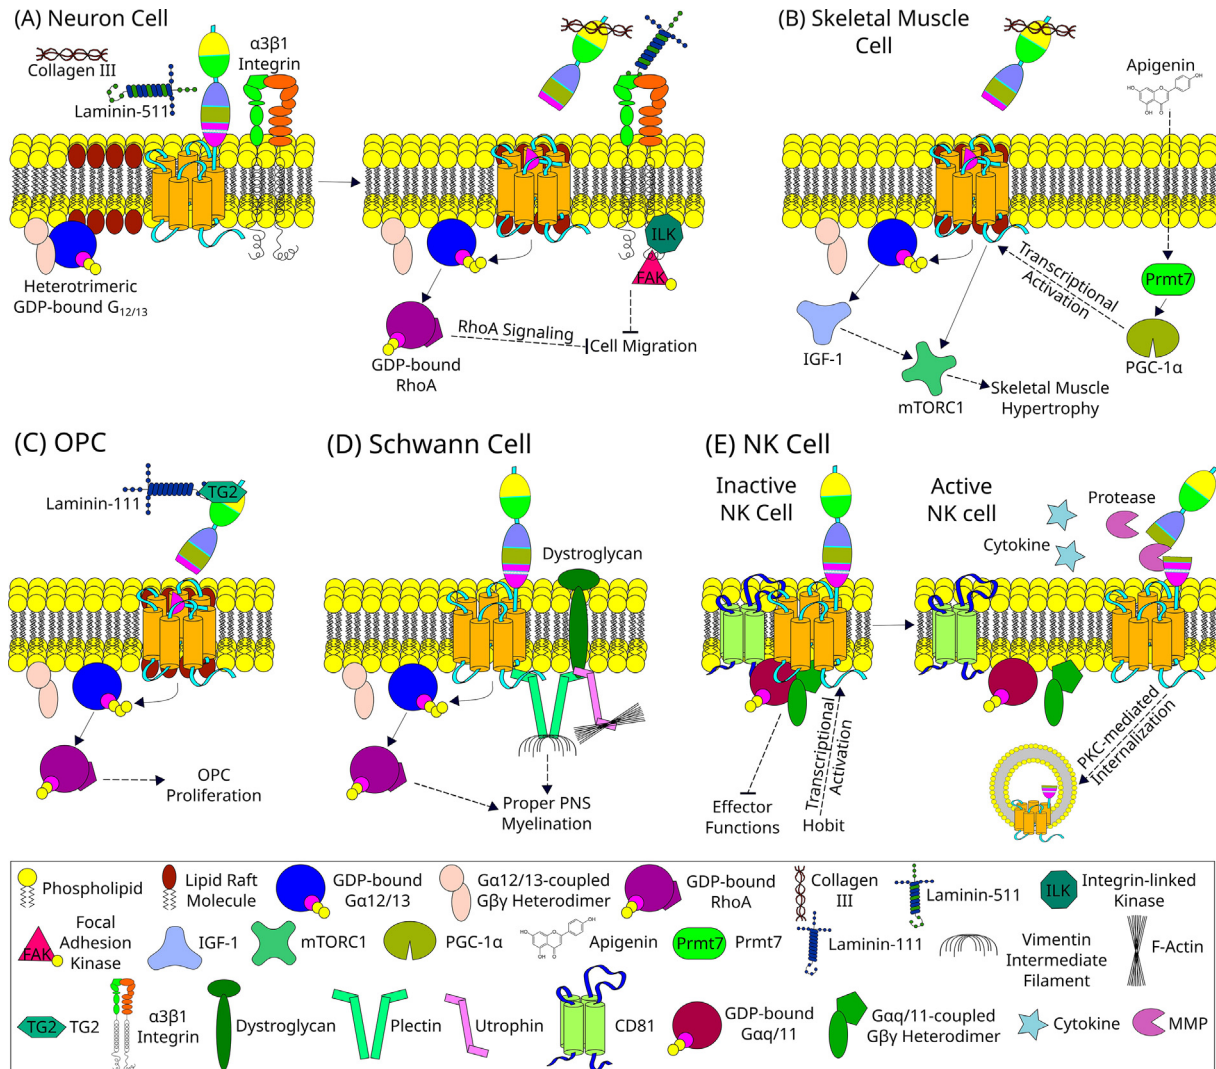 (A) Neuron Cell
Collagen III
Laminin-511
α3β1
Integrin
Heterotrimeric
GDP-bound G12/13
ILK
FAK
RhoA Signaling
Cell Migration
GDP-bound
RhoA
(B) Skeletal Muscle
Cell
Apigenin
OH
HO
OH
O
O
Transcriptional
Activation
Prmt7
PGC-1α
IGF-1
mTORC1
Skeletal Muscle
Hypertrophy
(C) OPC
Laminin-111
TG2
OPC
Proliferation
(D) Schwann Cell
Dystroglycan
Proper PNS
Myelination
(E) NK Cell
Inactive
NK Cell
Active
NK cell
Cytokine
Protease
Effector
Functions
Transcriptional
Activation
Hobit
PKC-mediated
Internalization
Phospholipid
Lipid Raft
Molecule
GDP-bound
Gα12/13
Gα12/13-coupled
Gβγ Heterodimer
GDP-bound
RhoA
Collagen
III
Laminin-511
ILK
Integrin-linked
Kinase
FAK
Focal
Adhesion
Kinase
IGF-1
mTORC1
PGC-1α
OH
HO
OH
O
O
Apigenin
Prmt7
Prmt7
Laminin-111
Vimentin
Intermediate
Filament
F-Actin
TG2
TG2
α3β1
Integrin
Dystroglycan
Plectin
Utrophin
CD81
GDP-bound
Gαq/11
Gαq/11-coupled
Gβγ Heterodimer
Cytokine
MMP